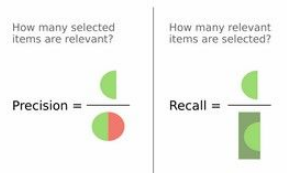 How many selected
items are relevant?
Precision =
How many relevant
items are selected?
Recall =